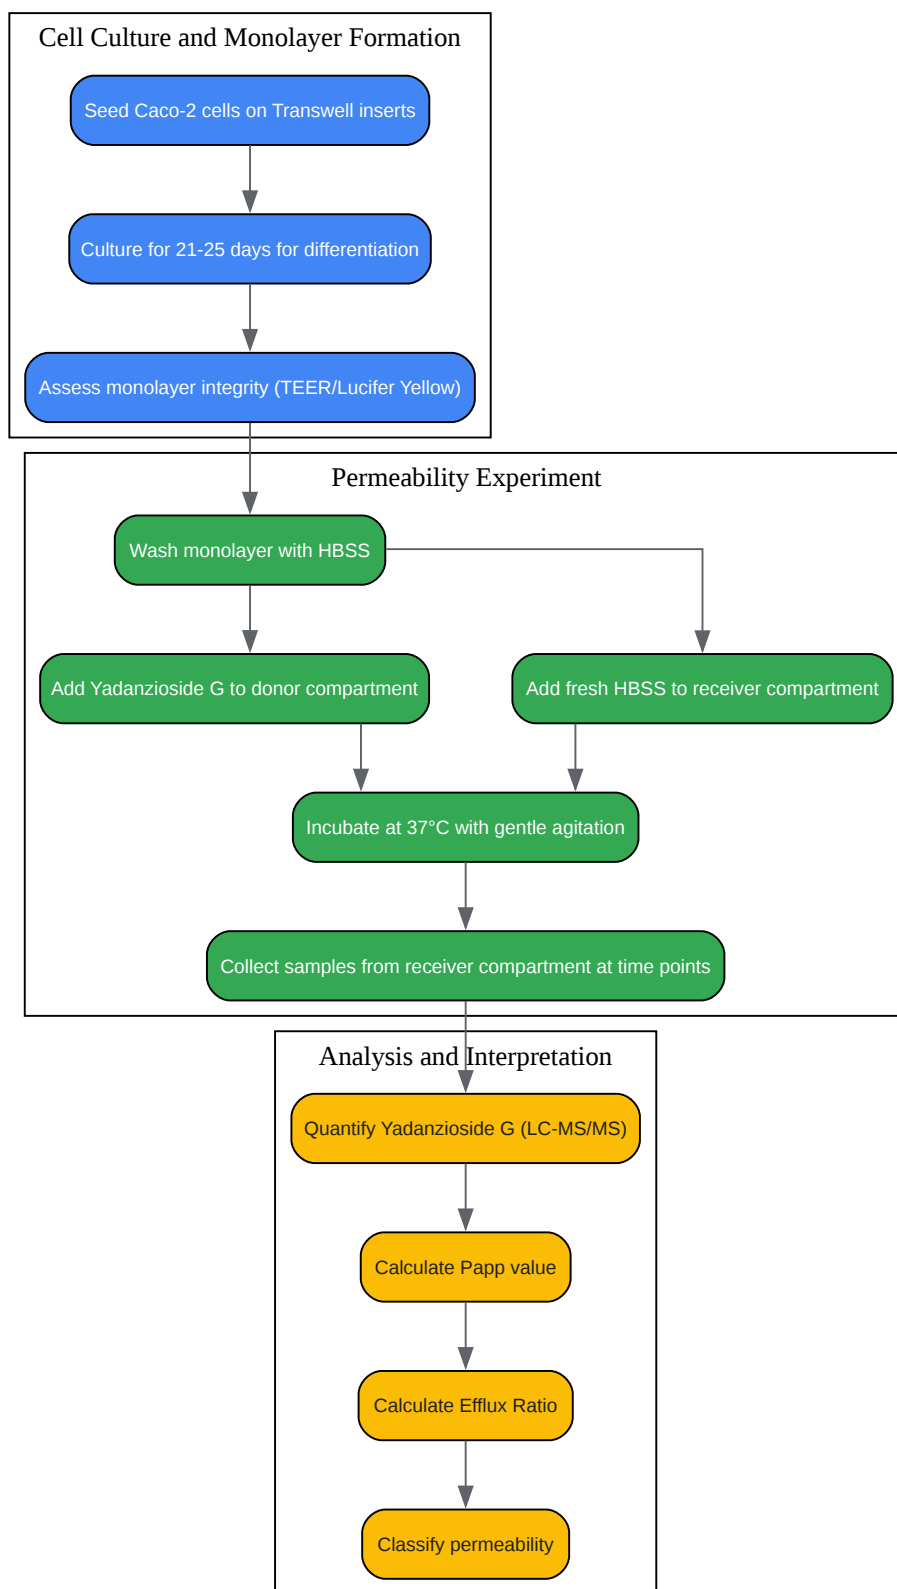 Cell Culture and Monolayer Formation
Seed Caco-2 cells on Transwell inserts
Culture for 21-25 days for differentiation
Assess monolayer integrity (TEER/Lucifer Yellow)
Permeability Experiment
Wash monolayer with HBSS
Add Yadanzioside G to donor compartment
Add fresh HBSS to receiver compartment
Incubate at 37°C with gentle agitation
Collect samples from receiver compartment at time points
Analysis and Interpretation
Quantify Yadanzioside G (LC-MS/MS)
Calculate Papp value
Calculate Efflux Ratio
Classify permeability